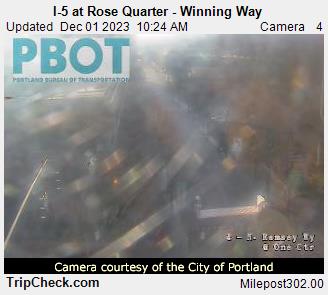 I-5 at Rose Quarter - Winning Way
Updated Dec 01 2023 10:24 AM Camera 4
PBOT
PORTLAND BUREAU OF TRANSPORTATION
2 - N. Ramsay Wy
@ One Ctr
Camera courtesy of the City of Portland
TripCheck.com Milepost302.00